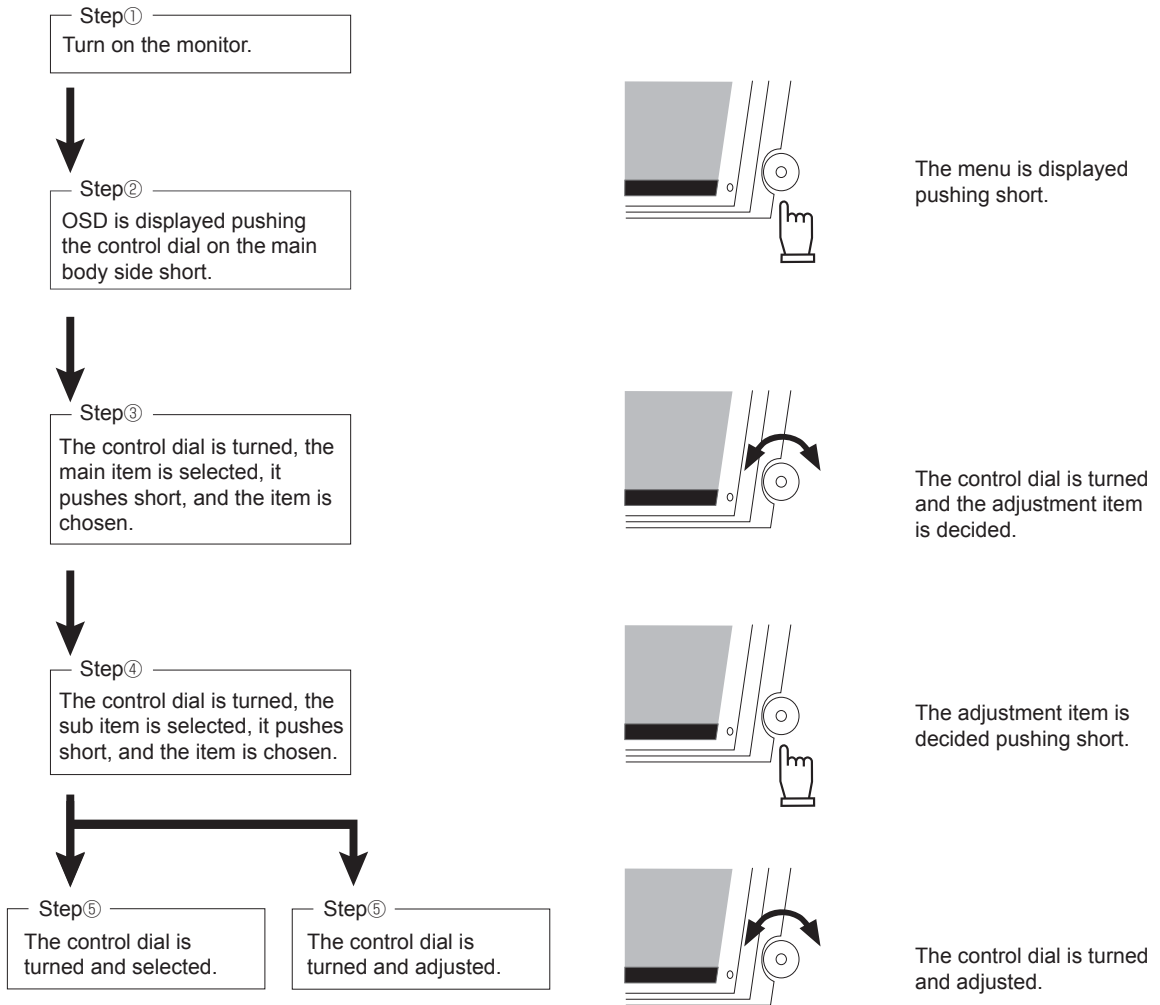 Step①
Turn on the monitor.
Step②
OSD is displayed pushing
the control dial on the main
body side short.
The menu is displayed
pushing short.
Step③
The control dial is turned, the
main item is selected, it
pushes short, and the item is
chosen.
The control dial is turned
and the adjustment item
is decided.
Step④
The control dial is turned, the
sub item is selected, it pushes
short, and the item is chosen.
The adjustment item is
decided pushing short.
Step⑤
The control dial is
turned and selected.
Step⑤
The control dial is
turned and adjusted.
The control dial is turned
and adjusted.